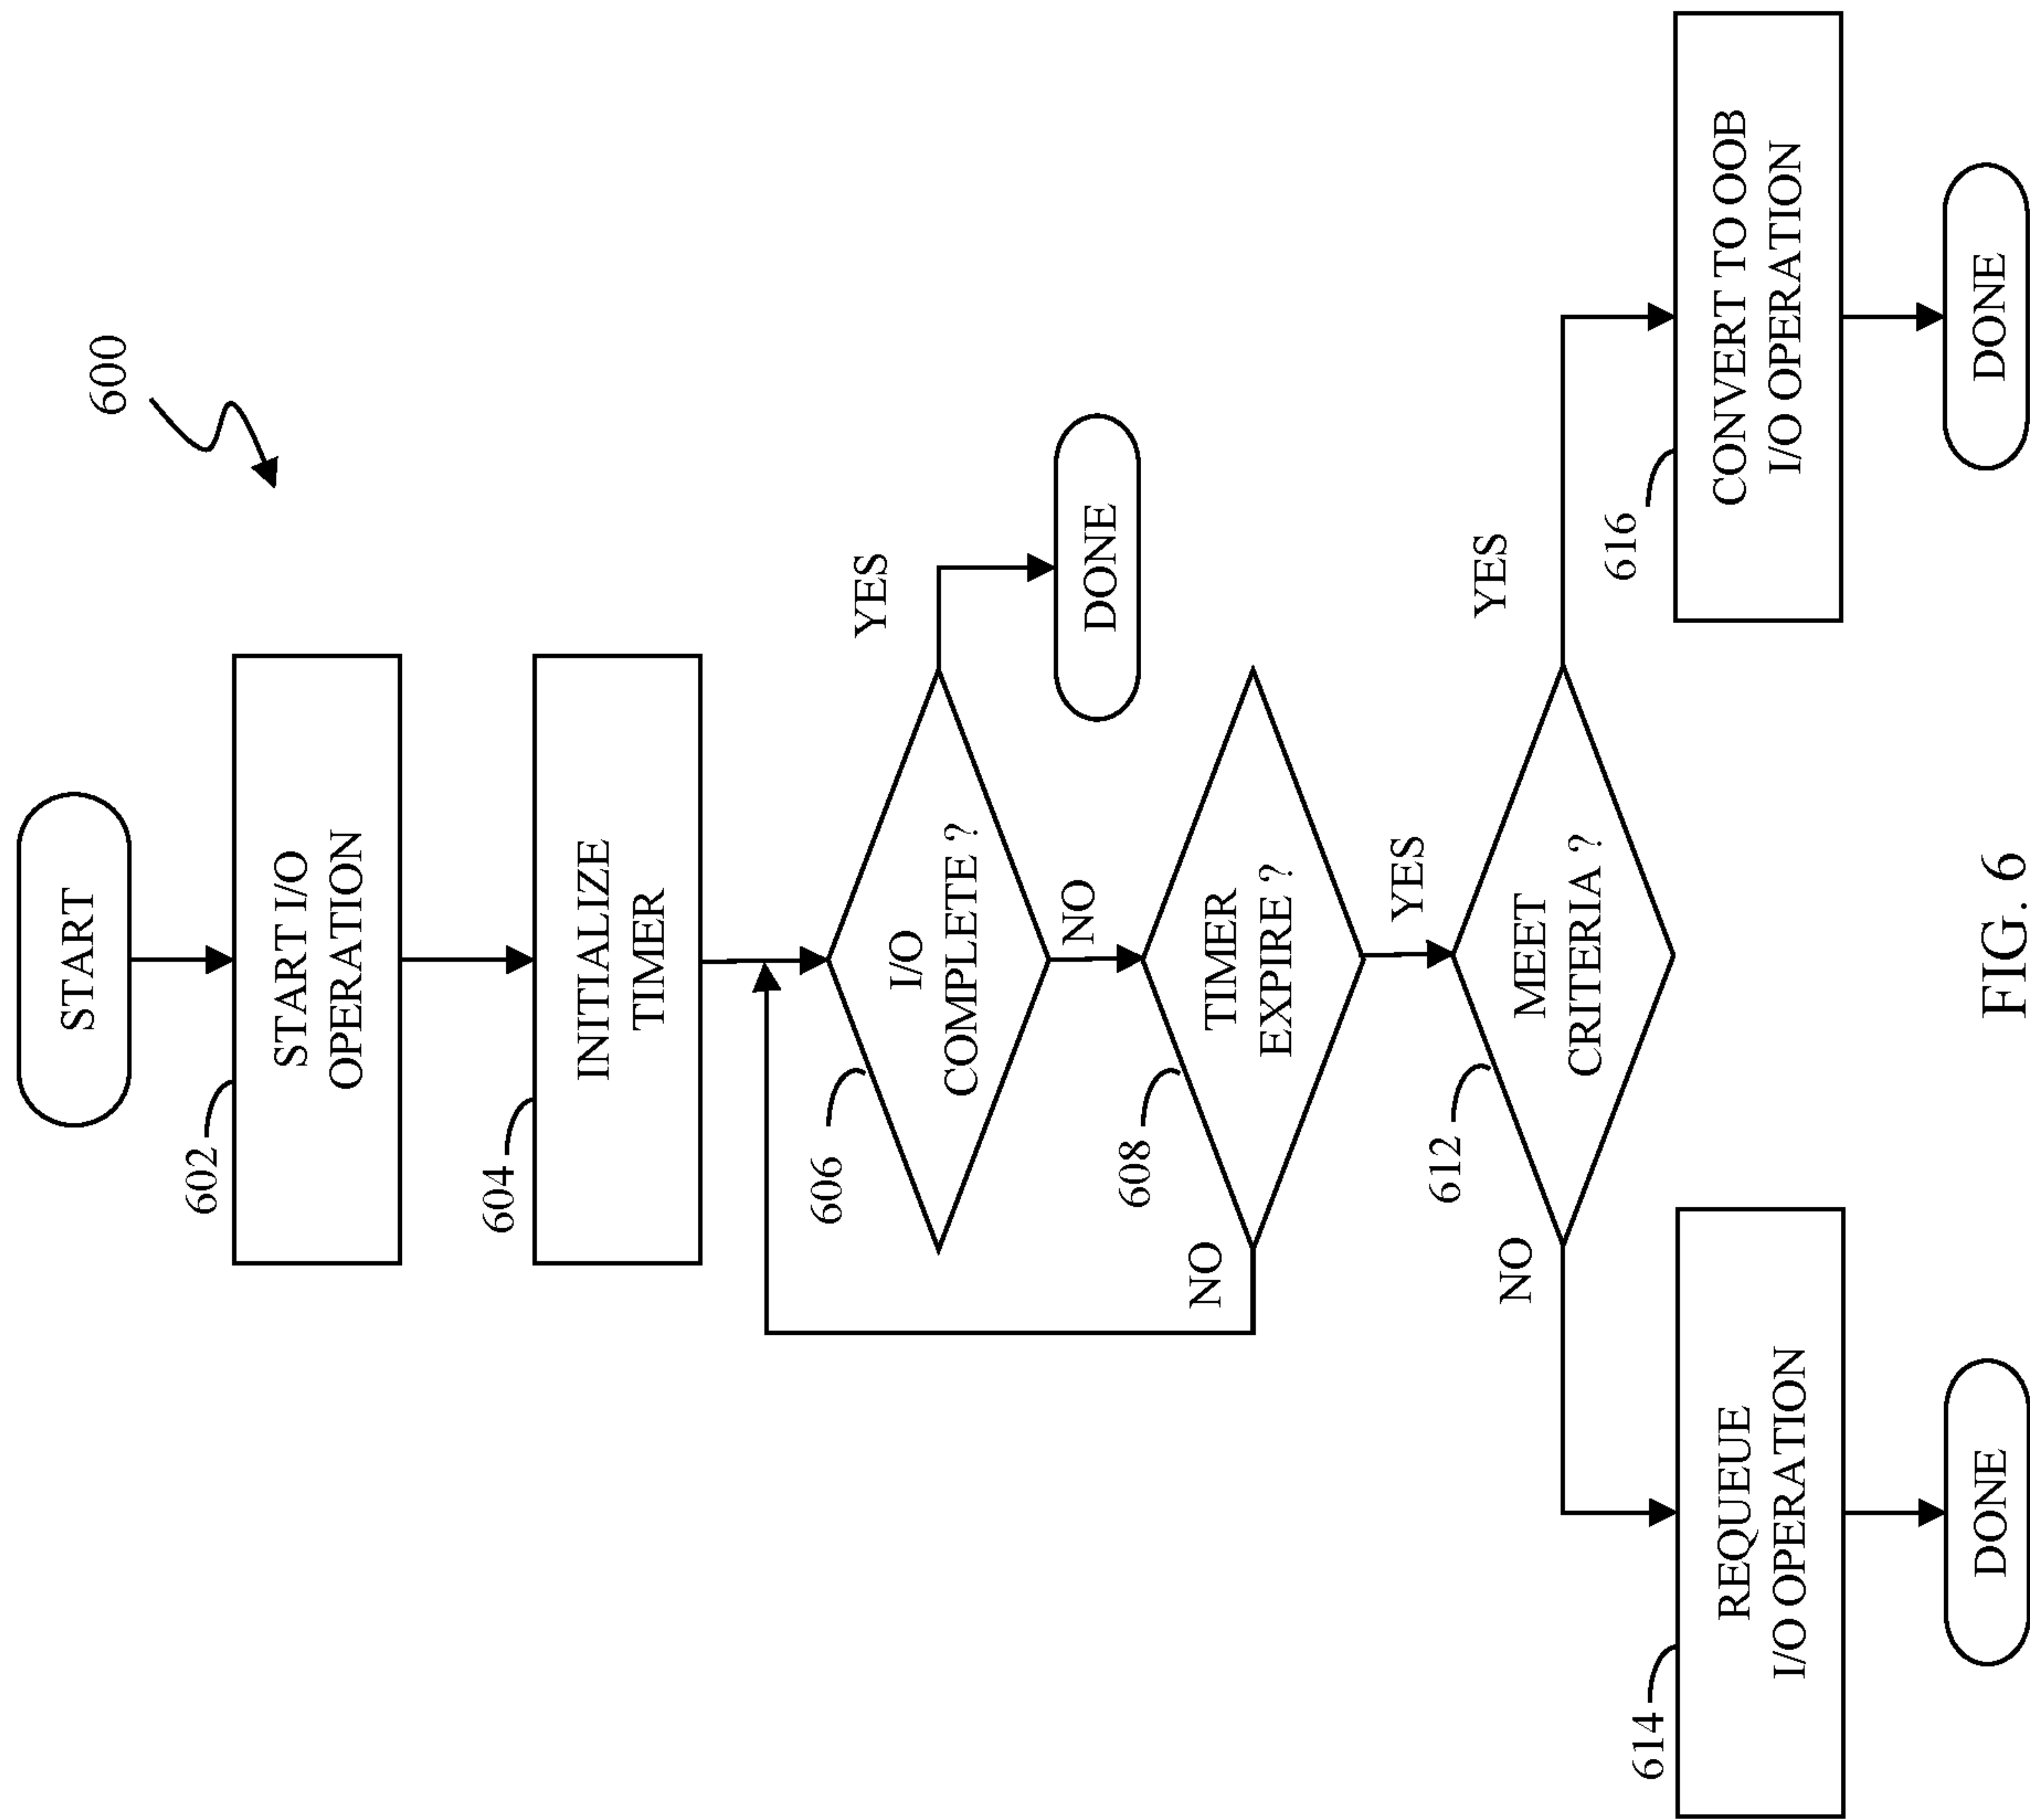 600
START
602
START I/O
OPERATION
604
INITIALIZE
TIMER
606
I/O
COMPLETE ?
YES
DONE
NO
608
TIMER
EXPIRE ?
NO
YES
612
MEET
CRITERIA ?
NO
YES
614
REQUEUE
I/O OPERATION
616
CONVERT TO OOB
I/O OPERATION
DONE
DONE
FIG. 6